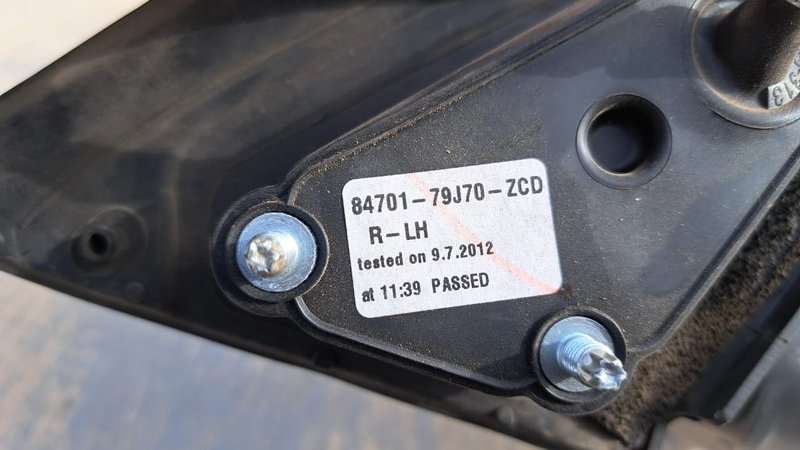 84701-79J70-ZCD
R-LH
tested on 9.7.2012
at 11:39 PASSED